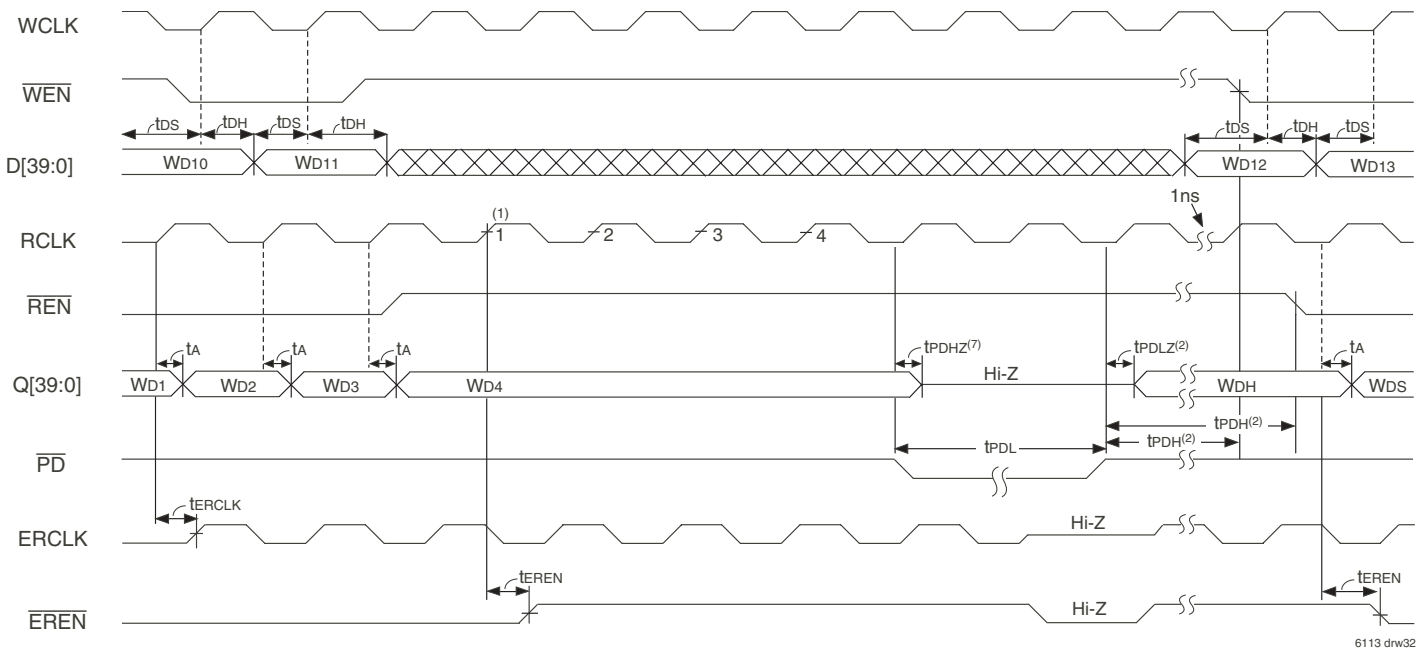 WCLK
WEN
tDS tDH tDS tDH tDS tDH tDS
D[39:0] WD10 WD11 WD12 WD13
1ns
(1)
RCLK 1 2 3 4
REN
tA tA tA tPDHZ(7) tPDLZ(2) tA
Q[39:0] WD1 WD2 WD3 WD4 Hi-Z WDH WDS
tPDH(2)
tPDL tPDH(2)
PD
tERCLK
ERCLK Hi-Z
tEREN tEREN
EREN Hi-Z
6113 drw32